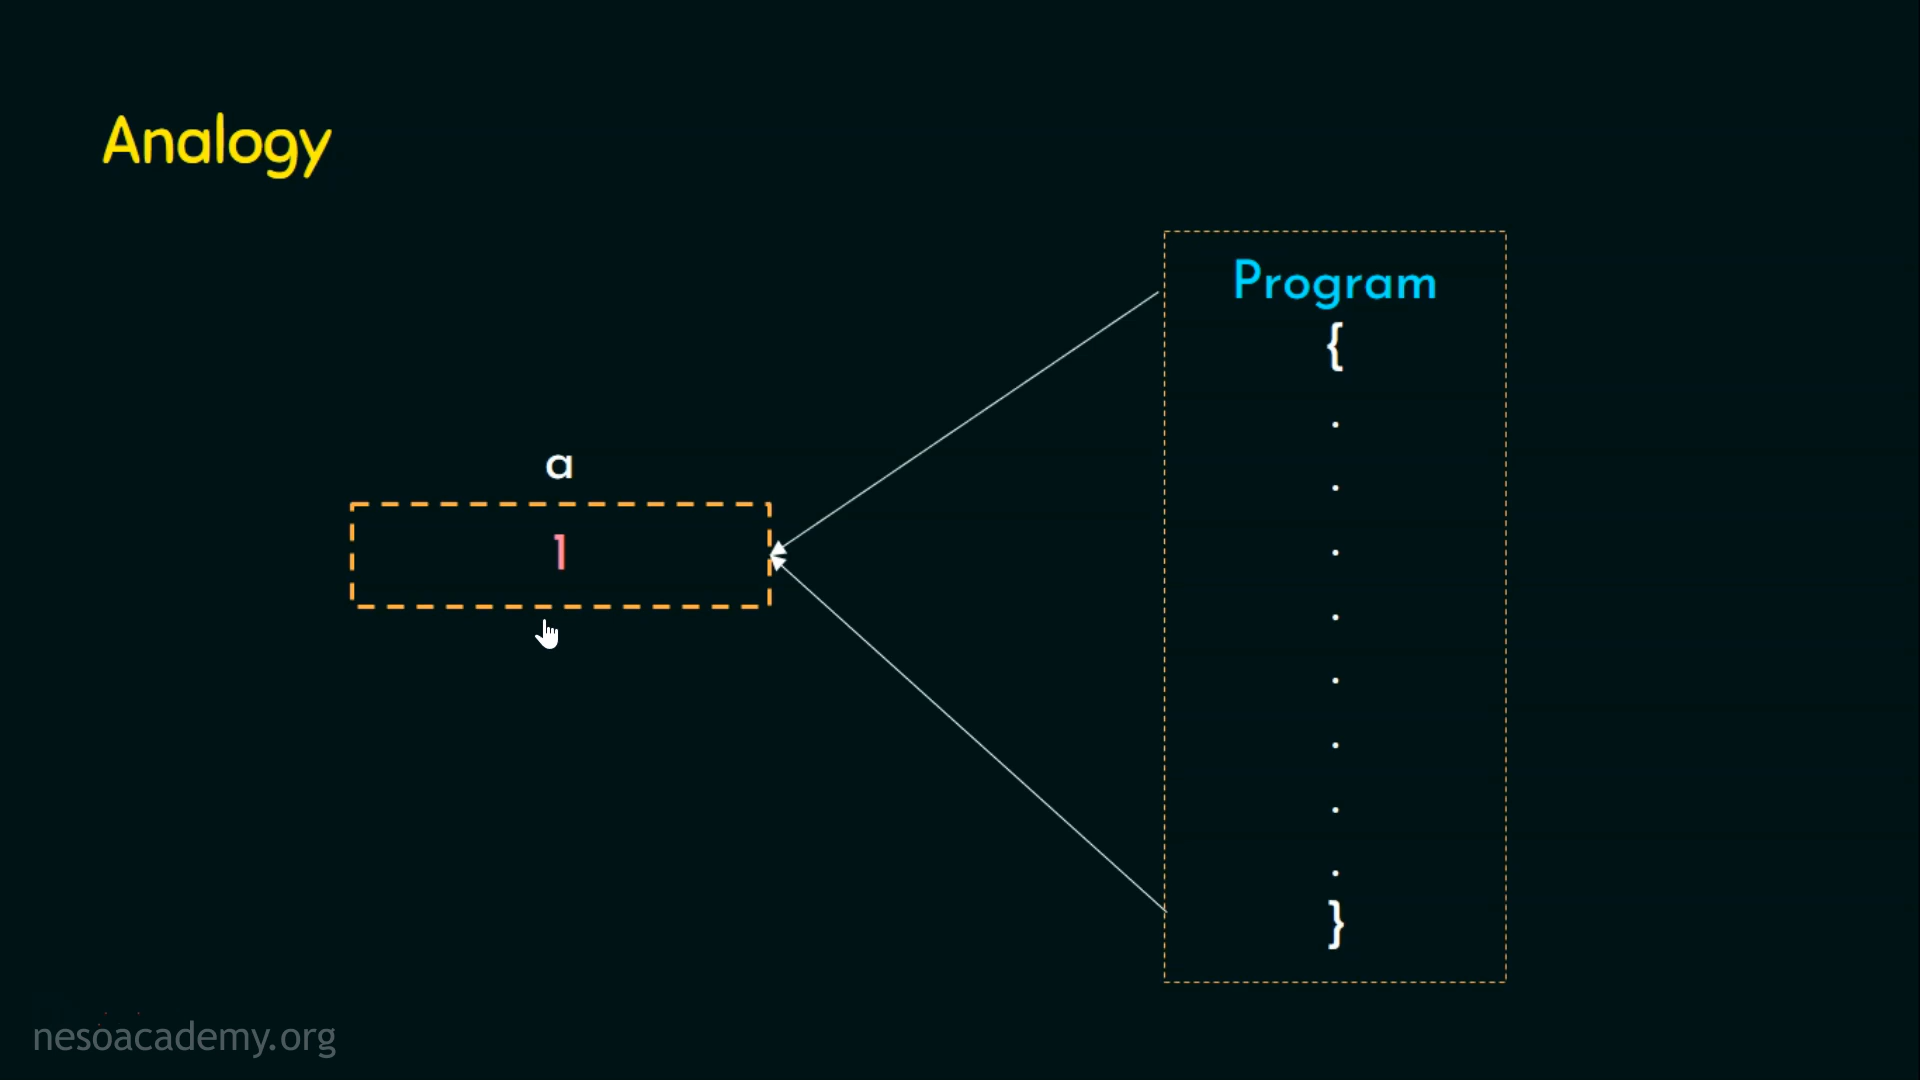 Analogy
Program
{
.
.
.
.
.
.
.
.
}
a
1
nesoacademy.org